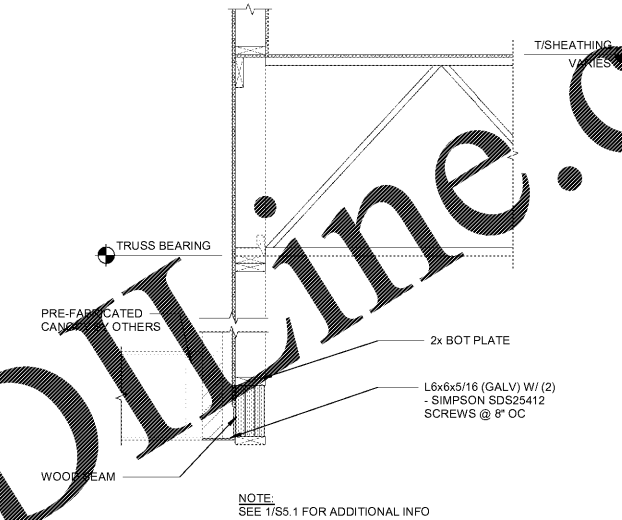 T/SHEATHING
VARIES
TRUSS BEARING
PRE-FABRICATED
CANOPY BY OTHERS
2x BOT PLATE
L6x6x5/16 (GALV) W/ (2)
- SIMPSON SDS25412
SCREWS @ 8" OC
WOOD BEAM
NOTE:
SEE 1/S5.1 FOR ADDITIONAL INFO
DILine.c